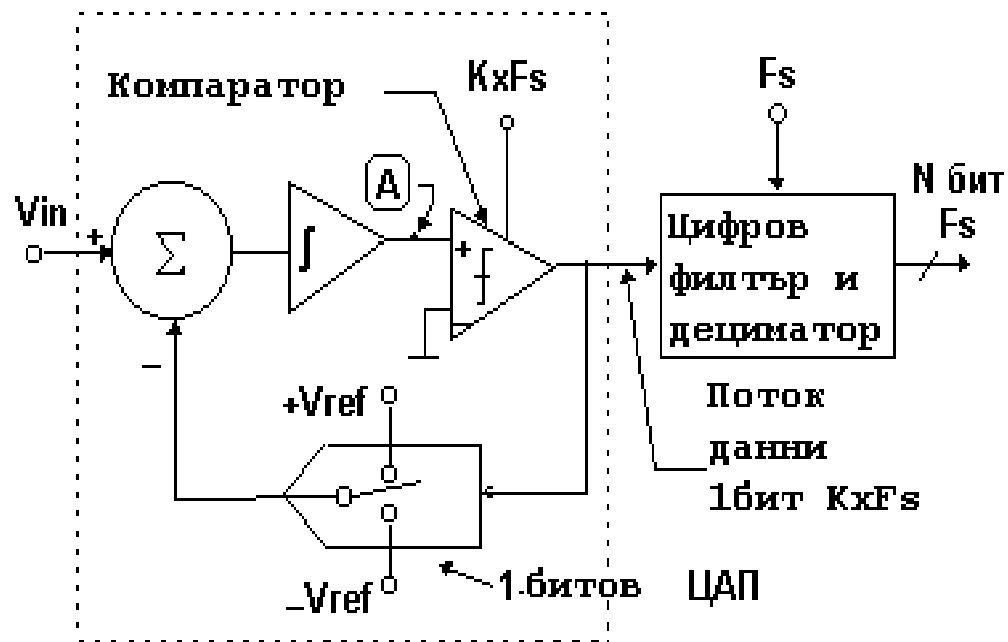 Компаратор
KxFs
Fs
A
N бит
Fs
Vin
+
Σ
∫
+
Цифров
филтър и
дециматор
–
+Vref
Поток
данни
1бит KxFs
–Vref
1-битов ЦАП